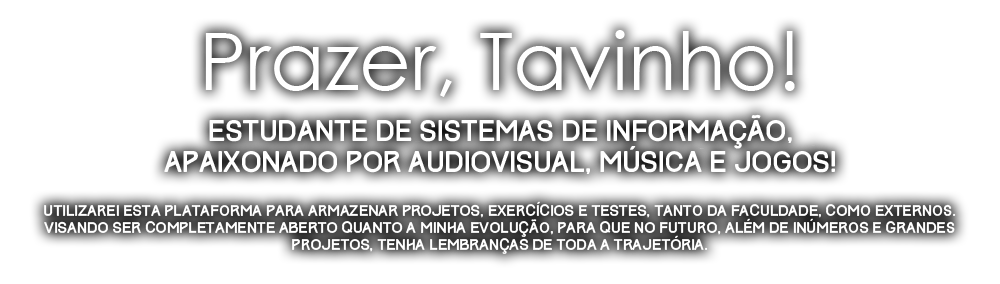 Prazer, Tavinho!
ESTUDANTE DE SISTEMAS DE INFORMAÇÃO,
APAIXONADO POR AUDIOVISUAL, MÚSICA E JOGOS!
UTILIZAREI ESTA PLATAFORMA PARA ARMAZENAR PROJETOS, EXERCÍCIOS E TESTES, TANTO DA FACULDADE, COMO EXTERNOS.
VISANDO SER COMPLETAMENTE ABERTO QUANTO A MINHA EVOLUÇÃO, PARA QUE NO FUTURO, ALÉM DE INÚMEROS E GRANDES
PROJETOS, TENHA LEMBRANÇAS DE TODA A TRAJETÓRIA.